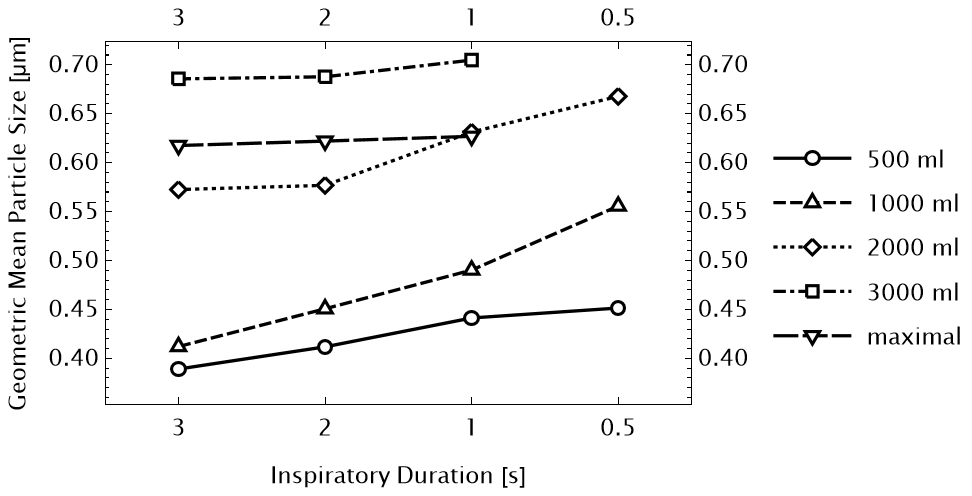 3 2 1 0.5
0.70 0.70
0.65 0.65
0.60 0.60
0.55 0.55
0.50 0.50
0.45 0.45
0.40 0.40
3 2 1 0.5
Geometric Mean Particle Size [µm]
Inspiratory Duration [s]
500 ml
1000 ml
2000 ml
3000 ml
maximal